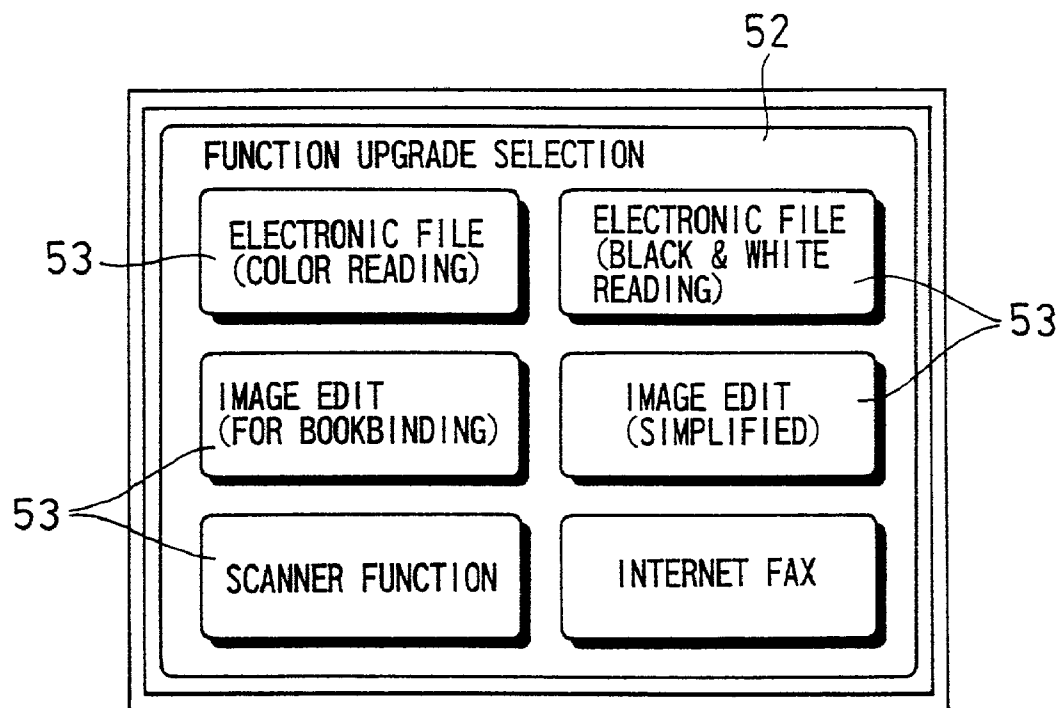 52
FUNCTION UPGRADE SELECTION
ELECTRONIC FILE
(COLOR READING)
ELECTRONIC FILE
(BLACK & WHITE
READING)
53
53
IMAGE EDIT
(FOR BOOKBINDING)
IMAGE EDIT
(SIMPLIFIED)
53
SCANNER FUNCTION
INTERNET FAX